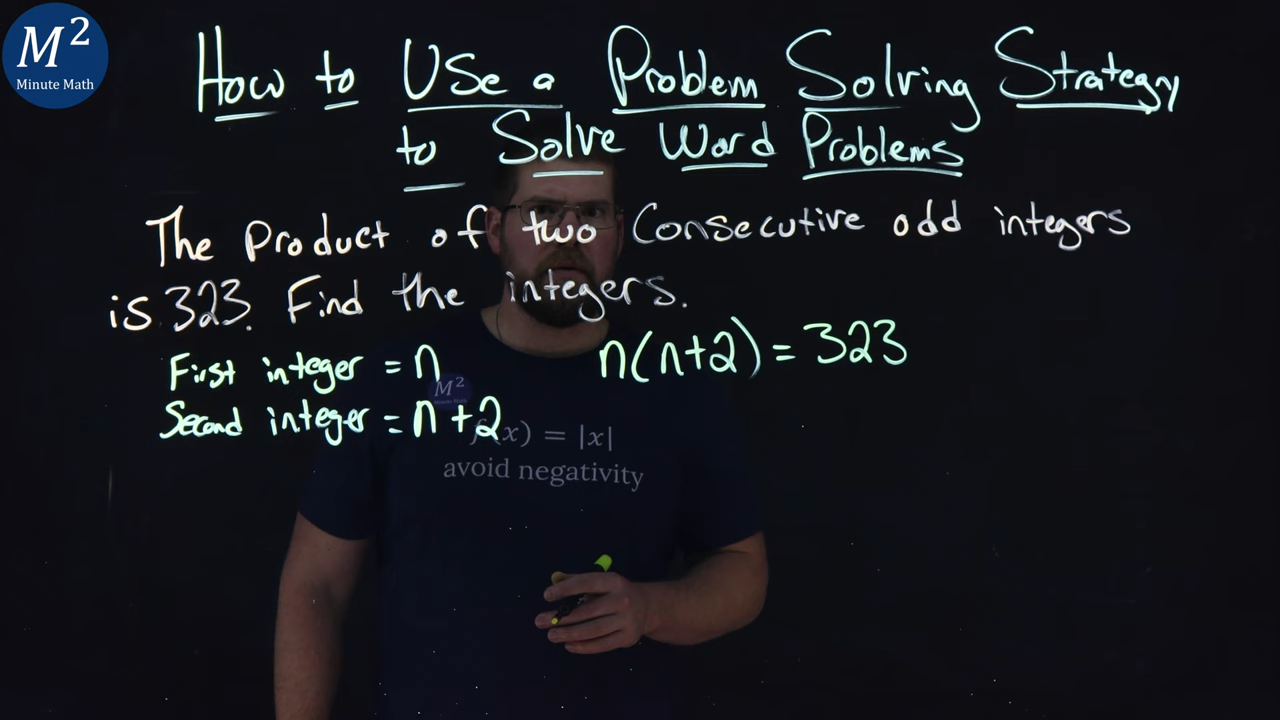 M²
Minute Math
How to Use a Problem Solving Strategy
to Solve Word Problems
The Product of two Consecutive odd integers
is 323. Find the integers.
First integer = n
n(n+2) = 323
Second integer = n+2
M²
Minute Math
(x) = |x|
avoid negativity